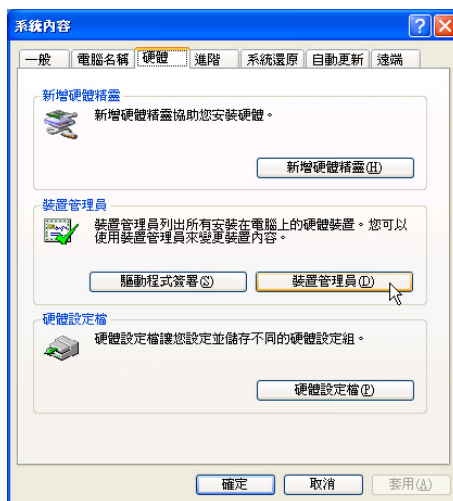 系統內容
一般 電腦名稱 硬體 進階 系統還原 自動更新 遠端
新增硬體精靈
新增硬體精靈協助您安裝硬體。
新增硬體精靈(H)
裝置管理員
裝置管理員列出所有安裝在電腦上的硬體裝置。您可以
使用裝置管理員來變更裝置內容。
驅動程式簽署(S) 裝置管理員(D)
硬體設定檔
硬體設定檔讓您設定並儲存不同的硬體設定組。
硬體設定檔(P)
確定 取消 套用(A)